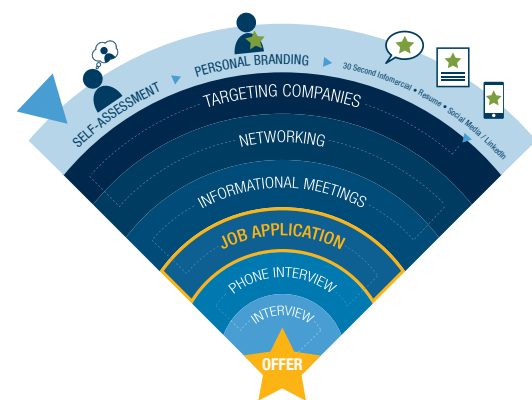 SELF-ASSESSMENT
PERSONAL BRANDING
30 Second Infomercial • Resume • Social Media / LinkedIn
TARGETING COMPANIES
NETWORKING
INFORMATIONAL MEETINGS
JOB APPLICATION
PHONE INTERVIEW
INTERVIEW
OFFER